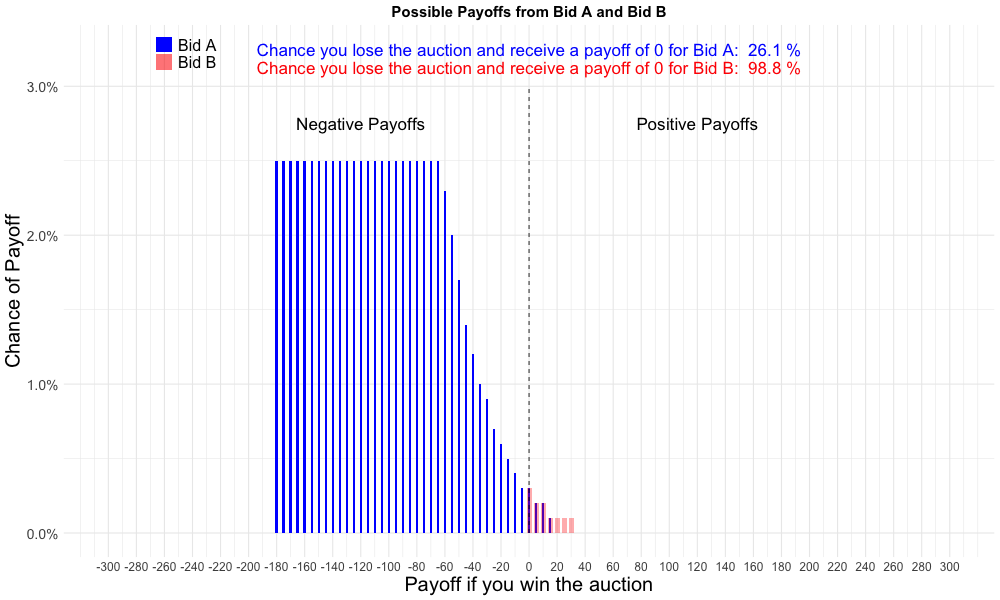 Possible Payoffs from Bid A and Bid B
Bid A
Bid B
Chance you lose the auction and receive a payoff of 0 for Bid A:  26.1 %
Chance you lose the auction and receive a payoff of 0 for Bid B:  98.8 %
Negative Payoffs
Positive Payoffs
Chance of Payoff
3.0%
2.0%
1.0%
0.0%
-300 -280 -260 -240 -220 -200 -180 -160 -140 -120 -100 -80 -60 -40 -20 0 20 40 60 80 100 120 140 160 180 200 220 240 260 280 300
Payoff if you win the auction